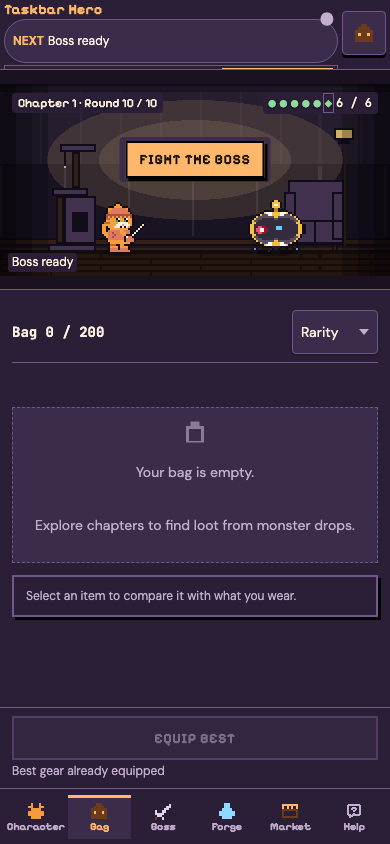 Taskbar Hero
NEXT Boss ready
Chapter 1 · Round 10 / 10
6 / 6
FIGHT THE BOSS
Boss ready
Bag 0 / 200
Rarity
Your bag is empty.
Explore chapters to find loot from monster drops.
Select an item to compare it with what you wear.
EQUIP BEST
Best gear already equipped
Character
Bag
Boss
Forge
Market
Help